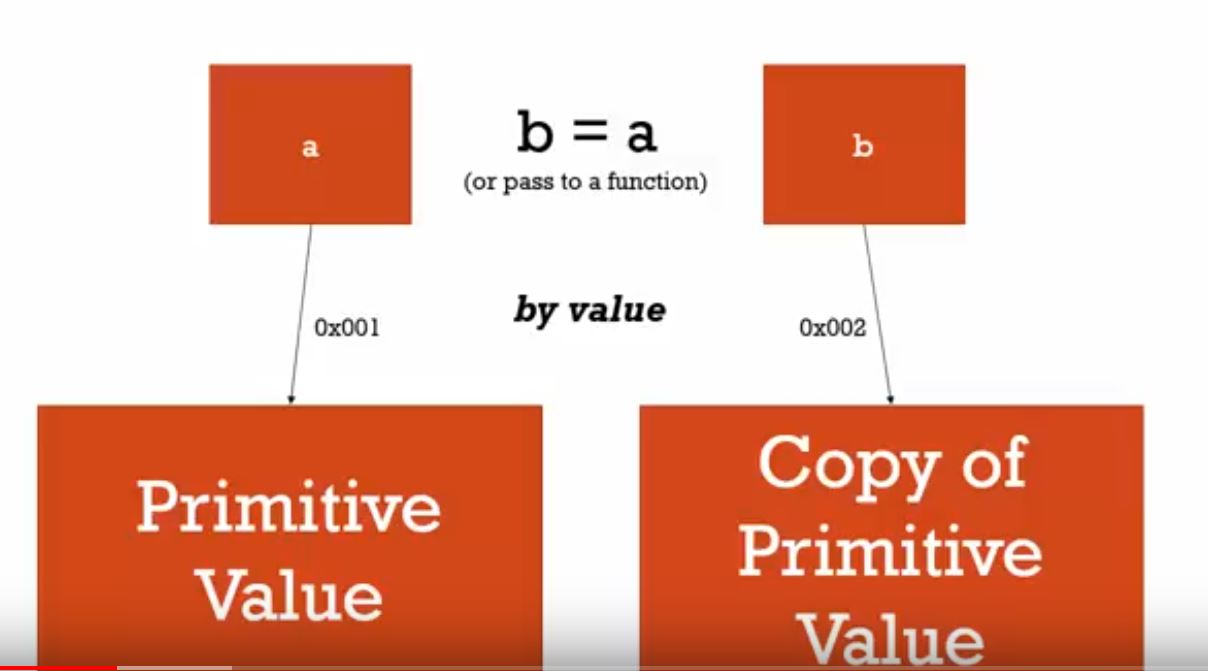 a
b = a
(or pass to a function)
b
by value
0x001
0x002
Primitive
Value
Copy of
Primitive
Value